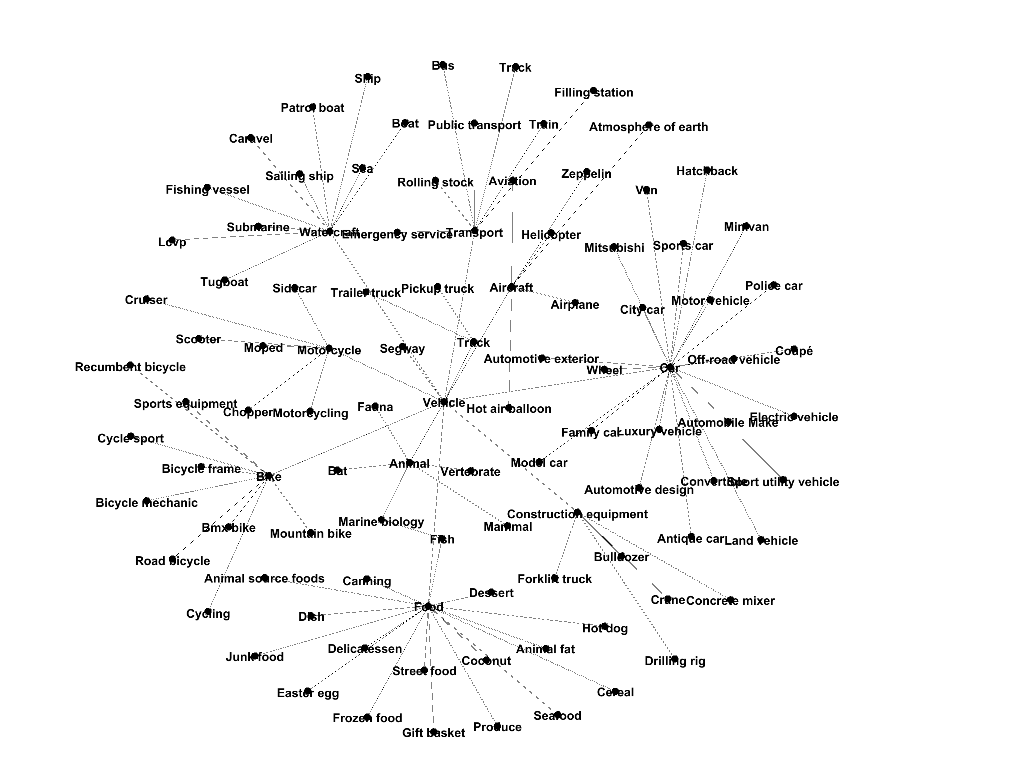 Bus
Truck
Ship
Filling station
Patrol boat
Boat
Public transport
Train
Atmosphere of earth
Caravel
Sea
Sailing ship
Rolling stock
Aviation
Zeppelin
Hatchback
Fishing vessel
Van
Submarine
Watercraft
Emergency service
Transport
Helicopter
Minivan
Lcvp
Mitsubishi
Sports car
Tugboat
Sidecar
Trailer truck
Pickup truck
Aircraft
Police car
Cruiser
Airplane
City car
Motor vehicle
Scooter
Moped
Motorcycle
Segway
Truck
Coupé
Recumbent bicycle
Automotive exterior
Wheel
Car
Off-road vehicle
Sports equipment
Chopper
Motorcycling
Fauna
Vehicle
Hot air balloon
Automobile Make
Electric vehicle
Cycle sport
Family car
Luxury vehicle
Bicycle frame
Bike
Bat
Animal
Vertebrate
Model car
Bicycle mechanic
Automotive design
Convertible
Sport utility vehicle
Bmx bike
Mountain bike
Marine biology
Mammal
Construction equipment
Fish
Antique car
Land vehicle
Road bicycle
Bulldozer
Animal source foods
Canning
Forklift truck
Cycling
Dish
Food
Dessert
Crane
Concrete mixer
Hot dog
Junk food
Delicatessen
Street food
Coconut
Animal fat
Drilling rig
Easter egg
Cereal
Frozen food
Gift basket
Produce
Seafood